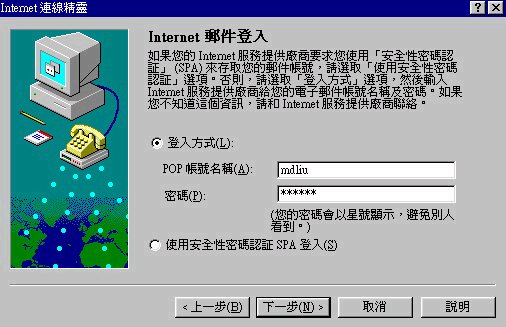 Internet 連線精靈
Internet 郵件登入
如果您的 Internet 服務提供廠商要求您使用「安全性密碼認
証」(SPA) 來存取您的郵件帳號，請選取「使用安全性密碼
認証」選項。否則，請選取「登入方式」選項，然後輸入
Internet 服務提供廠商給您的電子郵件帳號名稱及密碼。如果
您不知道這個資訊，請和 Internet 服務提供廠商聯絡。
登入方式(L):
POP 帳號名稱(A):
mdliu
密碼(P):
******
(您的密碼會以星號顯示，避免別人
看到。)
使用安全性密碼認証 SPA 登入(S)
< 上一步(B)
下一步(N) >
取消
說明